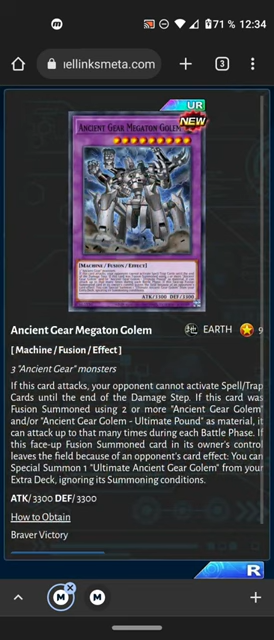 71 % 12:34
uellinksmeta.com
3
UR
NEW
ANCIENT GEAR MEGATON GOLEM
[MACHINE / FUSION / EFFECT]
ATK/3300 DEF/3300
Ancient Gear Megaton Golem EARTH 9
[ Machine / Fusion / Effect ]
3 "Ancient Gear" monsters
If this card attacks, your opponent cannot activate Spell/Trap
Cards until the end of the Damage Step. If this card was
Fusion Summoned using 2 or more "Ancient Gear Golem"
and/or "Ancient Gear Golem - Ultimate Pound" as material, it
can attack up to that many times during each Battle Phase. If
this face-up Fusion Summoned card in its owner's control
leaves the field because of an opponent's card effect: You can
Special Summon 1 "Ultimate Ancient Gear Golem" from your
Extra Deck, ignoring its Summoning conditions.
ATK/ 3300 DEF/ 3300
How to Obtain
Braver Victory
R